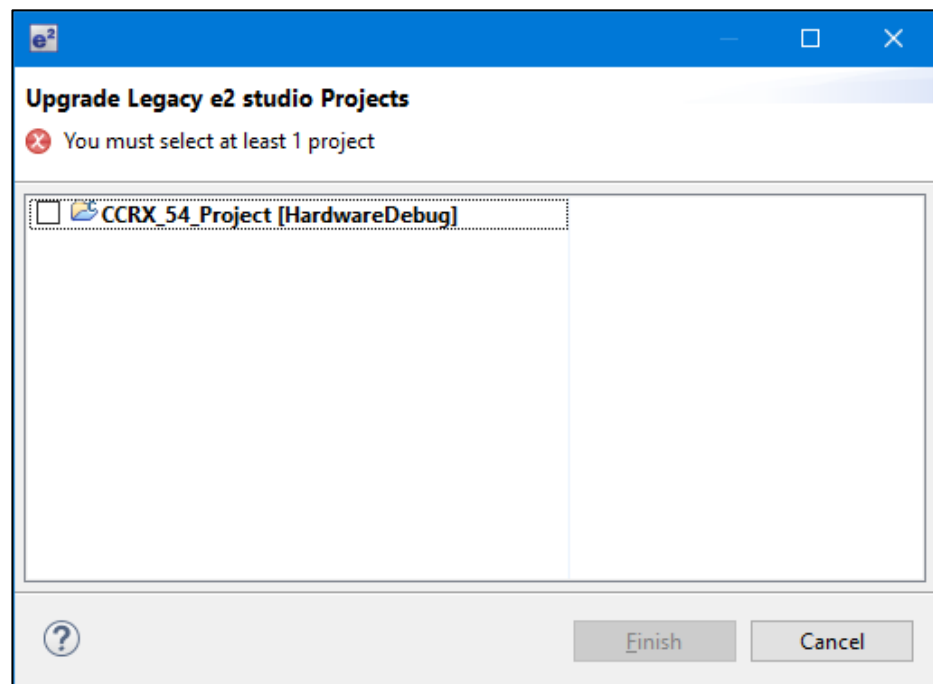 e²
Upgrade Legacy e2 studio Projects
You must select at least 1 project
CCRX_54_Project [HardwareDebug]
?
Finish
Cancel